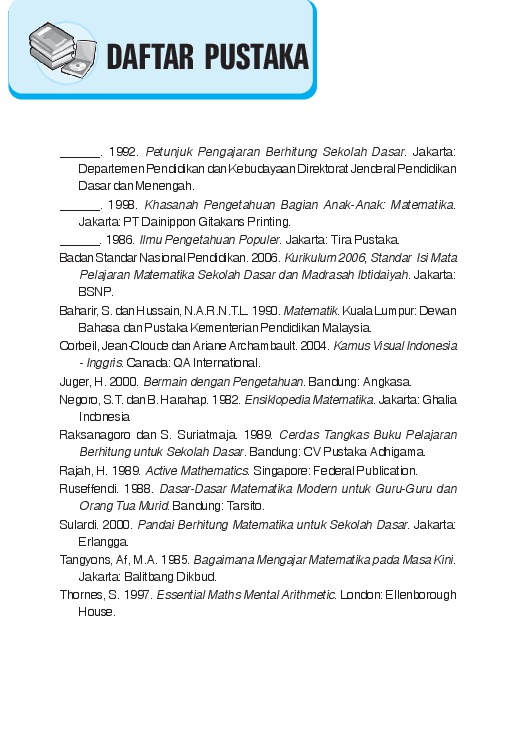 DAFTAR PUSTAKA
______. 1992. Petunjuk Pengajaran Berhitung Sekolah Dasar. Jakarta:
Departemen Pendidikan dan Kebudayaan Direktorat Jenderal Pendidikan
Dasar dan Menengah.
______. 1998. Khasanah Pengetahuan Bagian Anak-Anak: Matematika.
Jakarta: PT Dainippon Gitakans Printing.
______. 1986. Ilmu Pengetahuan Populer. Jakarta: Tira Pustaka.
Badan Standar Nasional Pendidikan. 2006. Kurikulum 2006, Standar Isi Mata
Pelajaran Matematika Sekolah Dasar dan Madrasah Ibtidaiyah. Jakarta:
BSNP.
Baharir, S. dan Hussain, N.A.R.N.T.L. 1990. Matematik. Kuala Lumpur: Dewan
Bahasa dan Pustaka Kementerian Pendidikan Malaysia.
Corbeil, Jean-Cloude dan Ariane Archambault. 2004. Kamus Visual Indonesia
- Inggris. Canada: QA International.
Juger, H. 2000. Bermain dengan Pengetahuan. Bandung: Angkasa.
Negoro, S.T. dan B. Harahap. 1982. Ensiklopedia Matematika. Jakarta: Ghalia
Indonesia
Raksanagoro dan S. Suriatmaja. 1989. Cerdas Tangkas Buku Pelajaran
Berhitung untuk Sekolah Dasar. Bandung: CV Pustaka Adhigama.
Rajah, H. 1989. Active Mathematics. Singapore: Federal Publication.
Ruseffendi. 1988. Dasar-Dasar Matematika Modern untuk Guru-Guru dan
Orang Tua Murid. Bandung: Tarsito.
Sulardi. 2000. Pandai Berhitung Matematika untuk Sekolah Dasar. Jakarta:
Erlangga.
Tangyons, Af, M.A. 1985. Bagaimana Mengajar Matematika pada Masa Kini.
Jakarta: Balitbang Dikbud.
Thornes, S. 1997. Essential Maths Mental Arithmetic. London: Ellenborough
House.